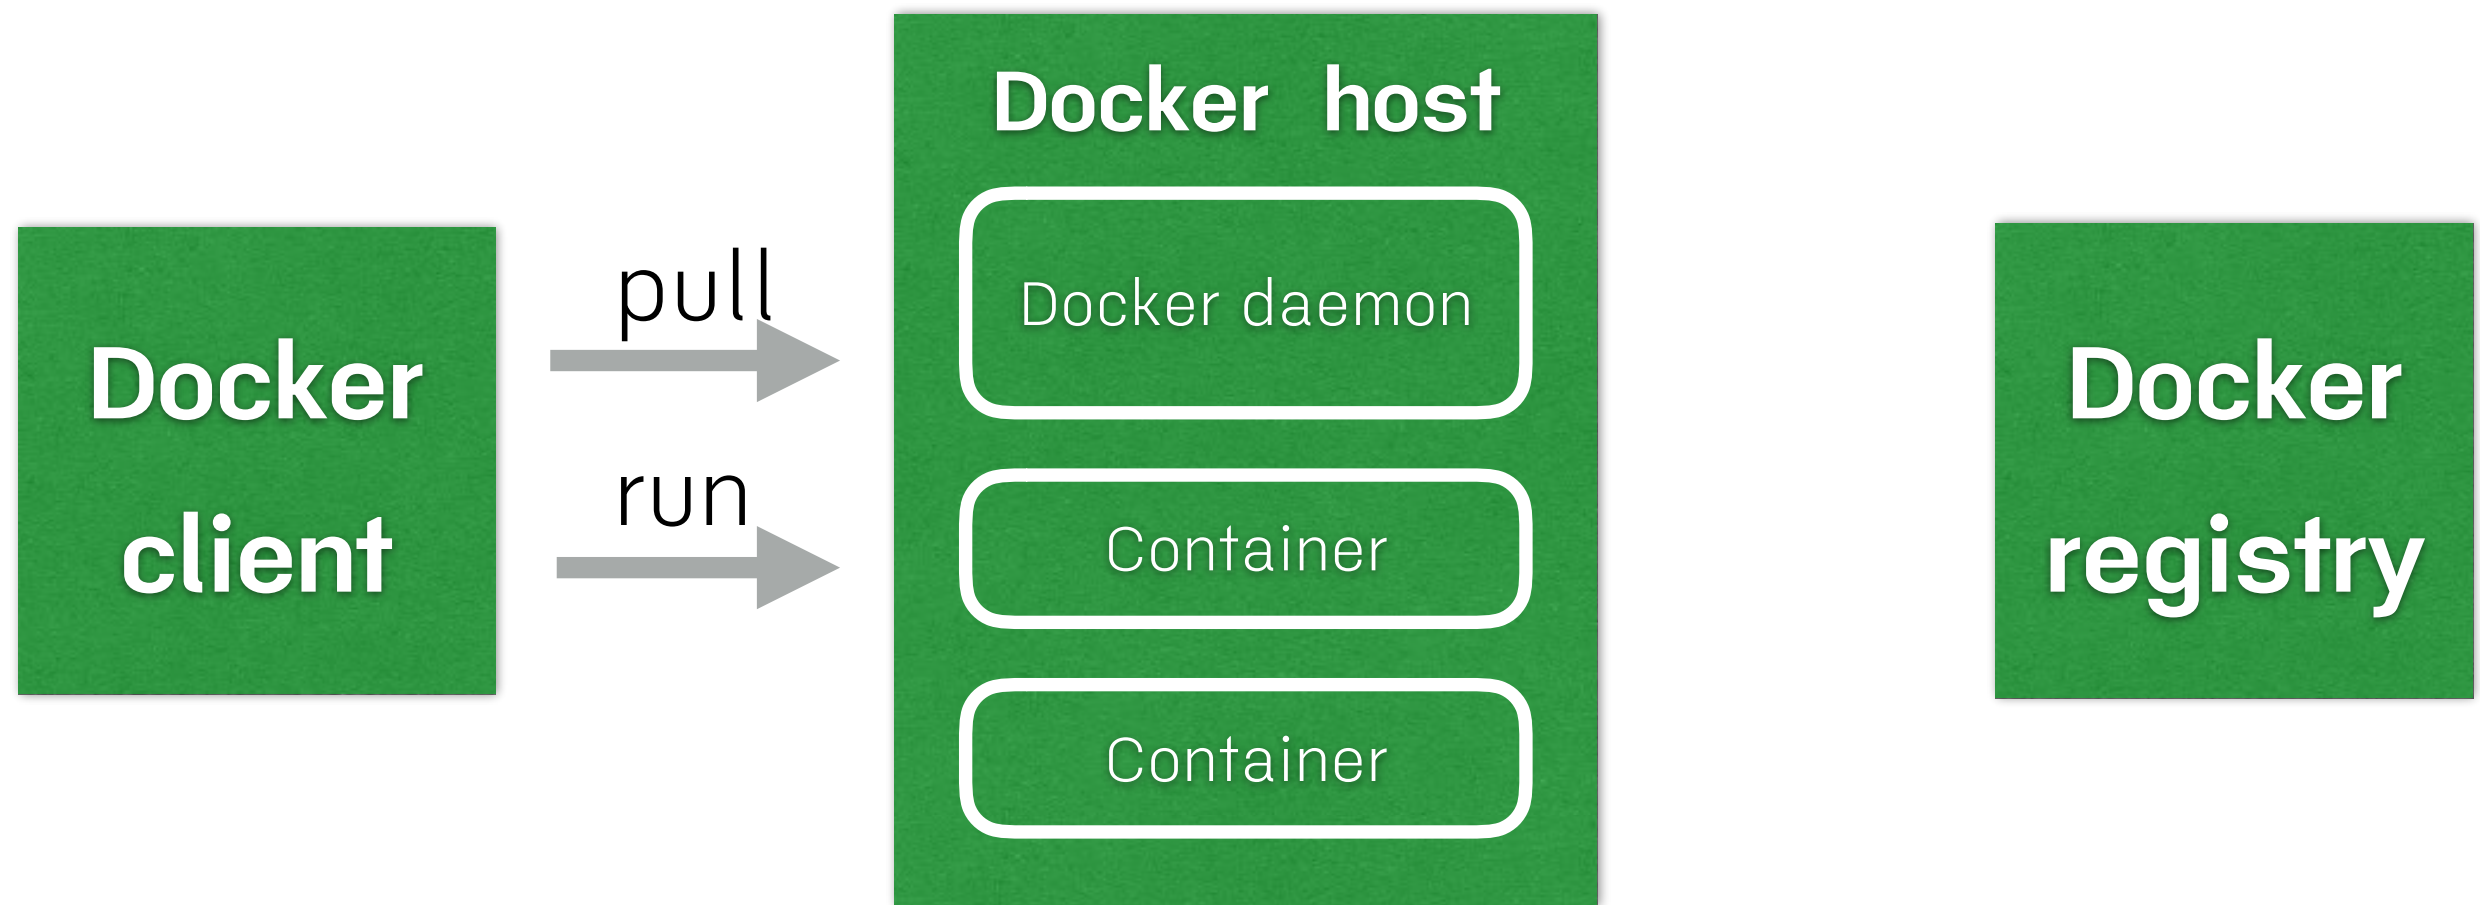 Docker
client
pull
run
Docker host
Docker daemon
Container
Container
Docker
registry